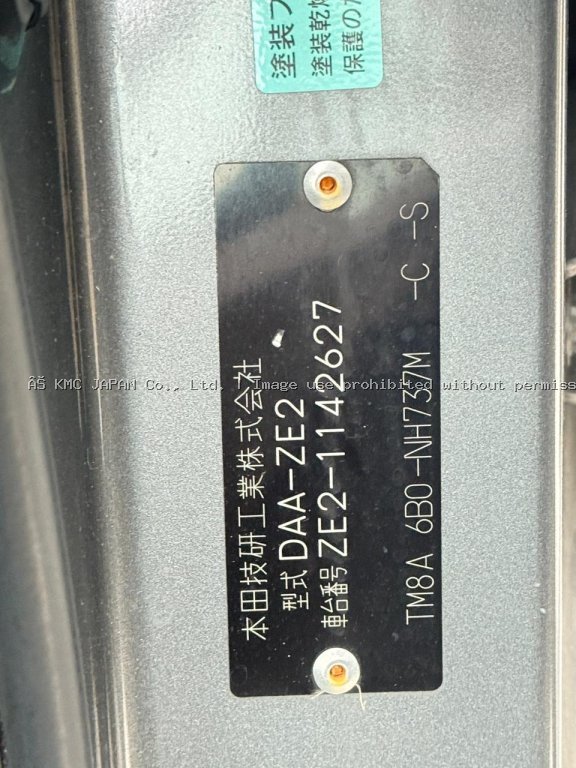 塗装
塗装乾燥
保護の
本田技研工業株式会社
型式 DAA-ZE2
車台番号 ZE2-1142627
TM8A 6B0-NH737M -C -S
KMC JAPAN Co., Ltd. Image use prohibited without permiss